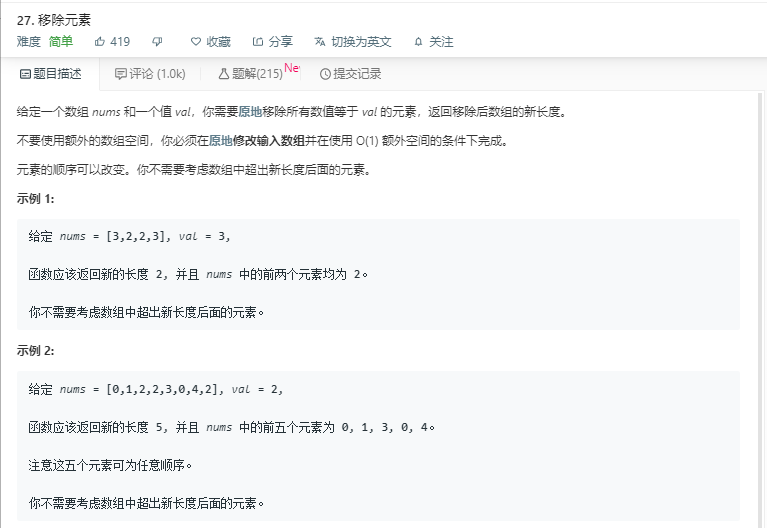 27. 移除元素
难度 简单 419 收藏 分享 切换为英文 关注
题目描述 评论 (1.0k) 题解(215) Ne 提交记录
给定一个数组 nums 和一个值 val，你需要原地移除所有数值等于 val 的元素，返回移除后数组的新长度。
不要使用额外的数组空间，你必须在原地修改输入数组并在使用 O(1) 额外空间的条件下完成。
元素的顺序可以改变。你不需要考虑数组中超出新长度后面的元素。
示例 1:
给定 nums = [3,2,2,3], val = 3,
函数应该返回新的长度 2, 并且 nums 中的前两个元素均为 2。
你不需要考虑数组中超出新长度后面的元素。
示例 2:
给定 nums = [0,1,2,2,3,0,4,2], val = 2,
函数应该返回新的长度 5, 并且 nums 中的前五个元素为 0, 1, 3, 0, 4。
注意这五个元素可为任意顺序。
你不需要考虑数组中超出新长度后面的元素。